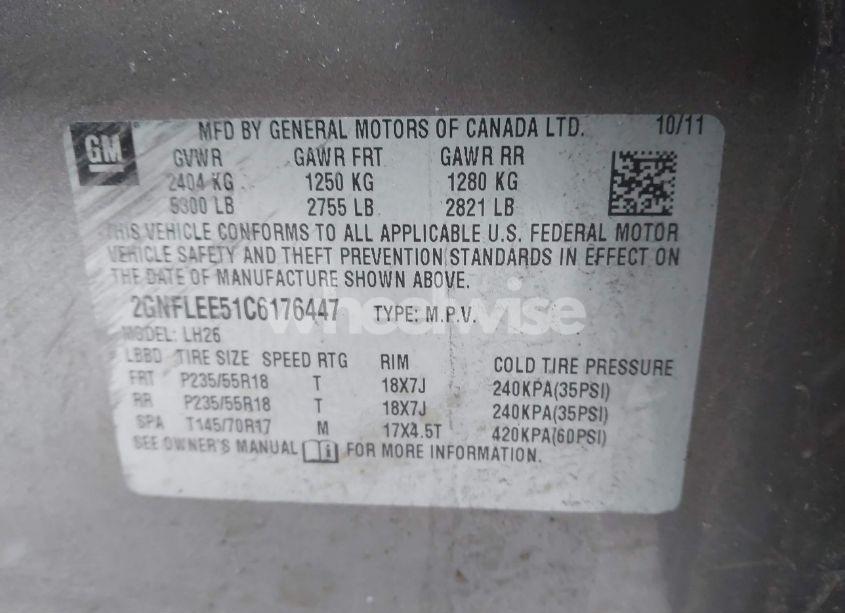 GM
MFD BY GENERAL MOTORS OF CANADA LTD. 10/11
GVWR GAWR FRT GAWR RR
2404 KG 1250 KG 1280 KG
5300 LB 2755 LB 2821 LB
THIS VEHICLE CONFORMS TO ALL APPLICABLE U.S. FEDERAL MOTOR
VEHICLE SAFETY AND THEFT PREVENTION STANDARDS IN EFFECT ON
THE DATE OF MANUFACTURE SHOWN ABOVE.
2GNFLEE51C6176447 TYPE: M.P.V.
wheelwise
MODEL: LH26
LBBD TIRE SIZE SPEED RTG RIM COLD TIRE PRESSURE
FRT P235/55R18 T 18X7J 240KPA(35PSI)
RR P235/55R18 T 18X7J 240KPA(35PSI)
SPA T145/70R17 M 17X4.5T 420KPA(60PSI)
SEE OWNER'S MANUAL i FOR MORE INFORMATION.